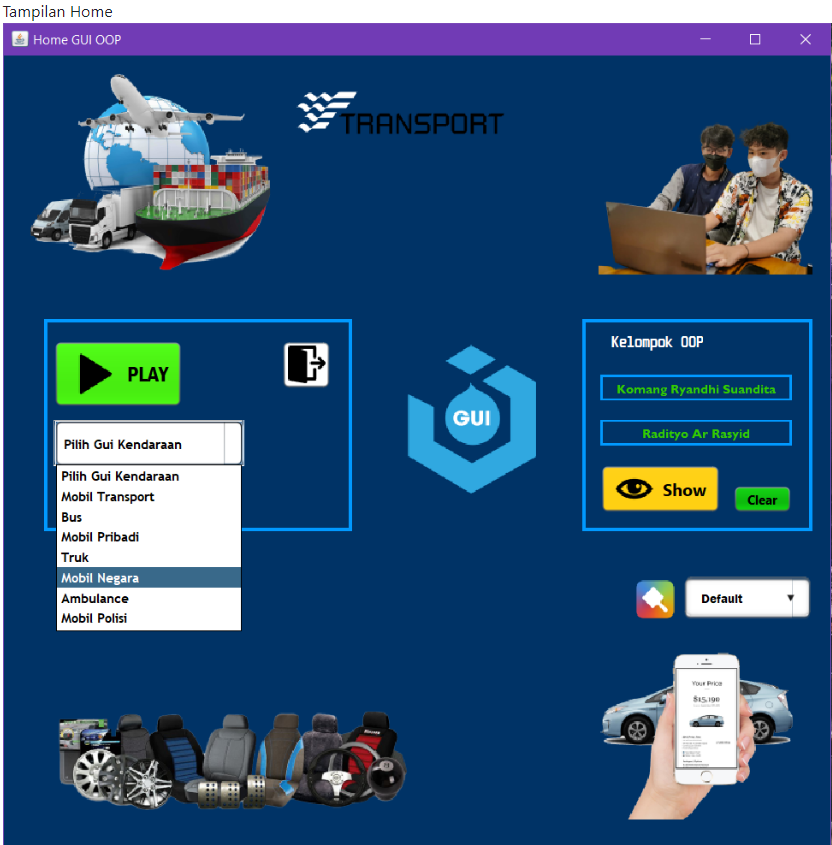 Tampilan Home
Home GUI OOP
TRANSPORT
PLAY
Pilih Gui Kendaraan
Pilih Gui Kendaraan
Mobil Transport
Bus
Mobil Pribadi
Truk
Mobil Negara
Ambulance
Mobil Polisi
GUI
Kelompok OOP
Komang Ryandhi Suandita
Radityo Ar Rasyid
Show
Clear
Default
Your Price
$15,190